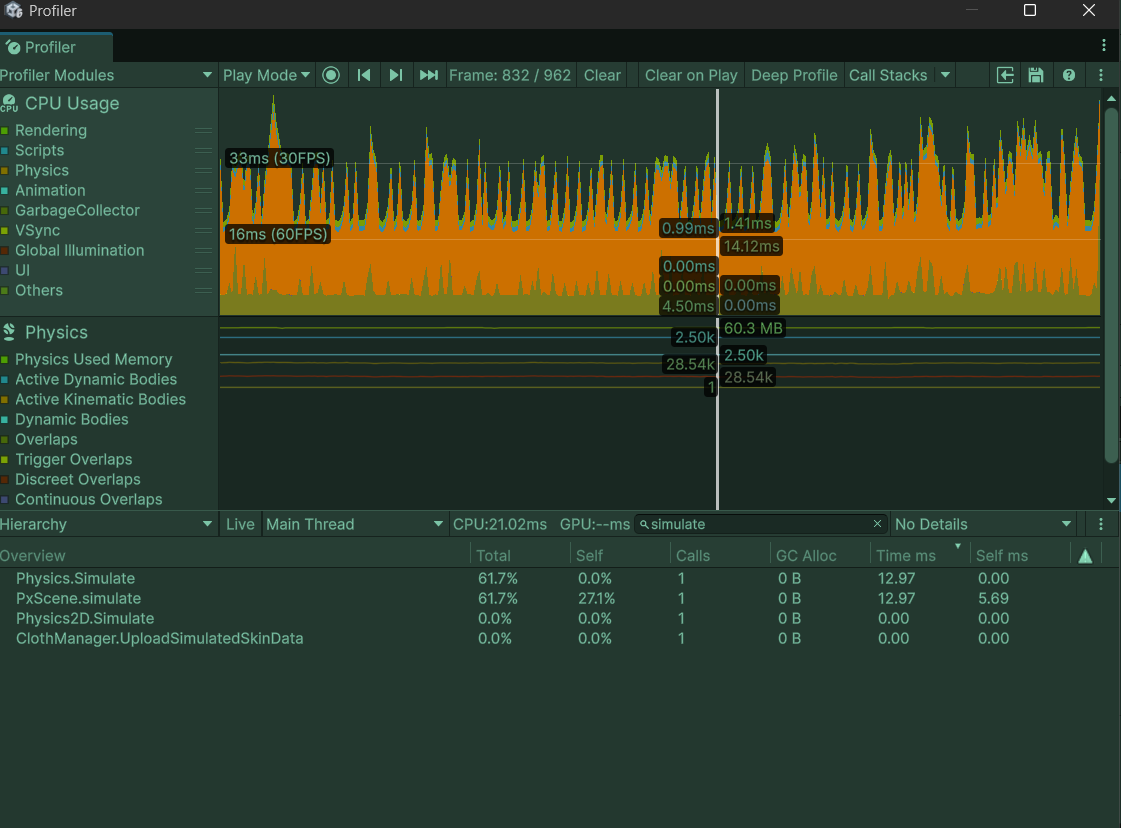 Profiler
Profiler
Profiler Modules Play Mode Frame: 832 / 962 Clear Clear on Play Deep Profile Call Stacks
CPU Usage
Rendering
Scripts
Physics
Animation
GarbageCollector
VSync
Global Illumination
UI
Others
33ms (30FPS)
16ms (60FPS)
0.99ms 1.41ms
14.12ms
0.00ms
0.00ms 0.00ms
4.50ms 0.00ms
Physics
Physics Used Memory
Active Dynamic Bodies
Active Kinematic Bodies
Dynamic Bodies
Overlaps
Trigger Overlaps
Discreet Overlaps
Continuous Overlaps
60.3 MB
2.50k
2.50k
28.54k
28.54k
1
Hierarchy Live Main Thread CPU:21.02ms GPU:--ms simulate No Details
Overview Total Self Calls GC Alloc Time ms Self ms
Physics.Simulate 61.7% 0.0% 1 0 B 12.97 0.00
PxScene.simulate 61.7% 27.1% 1 0 B 12.97 5.69
Physics2D.Simulate 0.0% 0.0% 1 0 B 0.00 0.00
ClothManager.UploadSimulatedSkinData 0.0% 0.0% 1 0 B 0.00 0.00